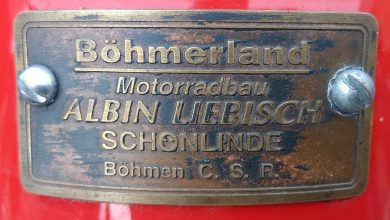 Böhmerland
Motorradbau
ALBIN LIEBISCH
SCHÖNLINDE
Böhmen C. S. R.